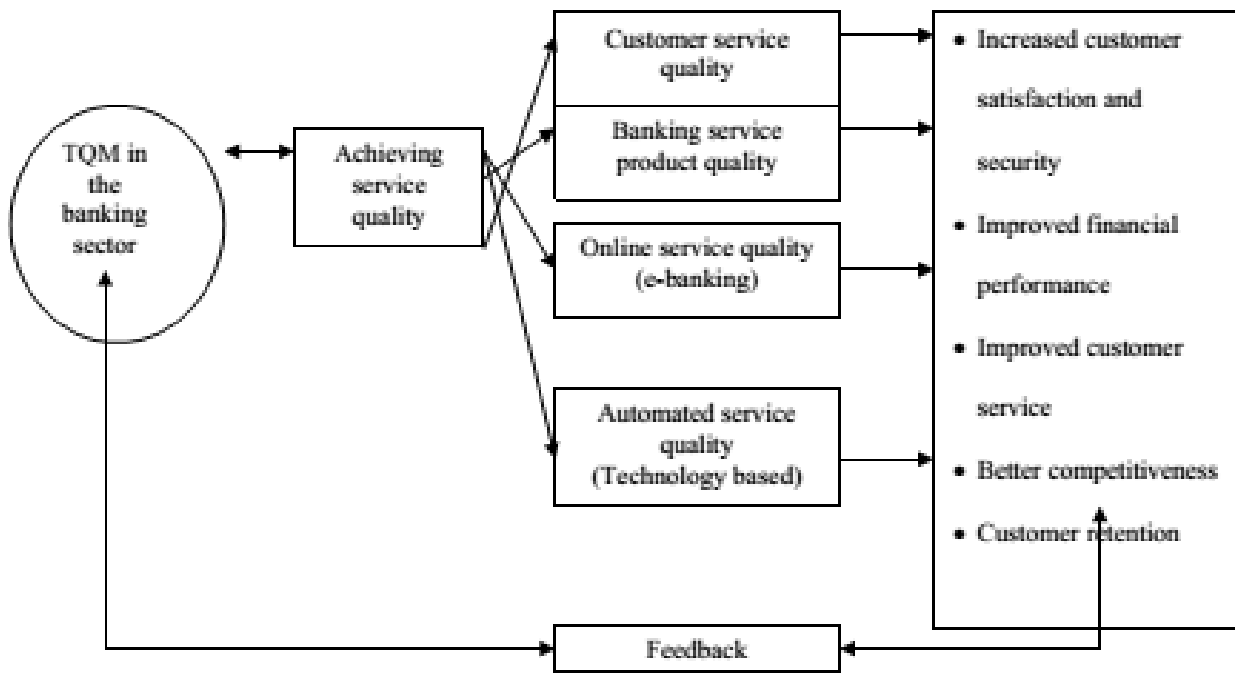 TQM in
the
banking
sector
Achieving
service
quality
Customer service
quality
Banking service
product quality
Online service quality
(e-banking)
Automated service
quality
(Technology based)
• Increased customer
satisfaction and
security
• Improved financial
performance
• Improved customer
service
• Better competitiveness
• Customer retention
Feedback